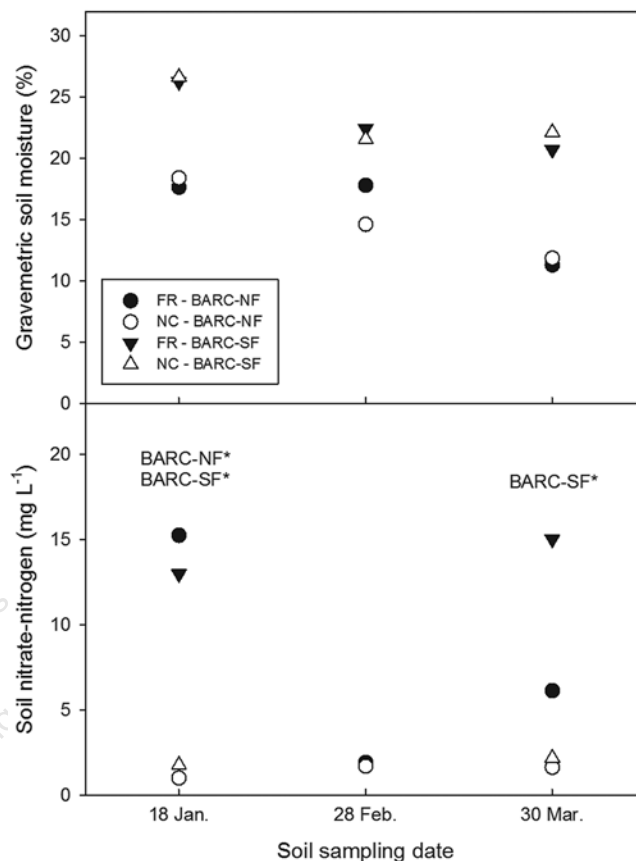 Gravemetric soil moisture (%)
30
25
20
15
10
5
0
FR - BARC-NF
NC - BARC-NF
FR - BARC-SF
NC - BARC-SF
Soil nitrate-nitrogen (mg L⁻¹)
20
15
10
5
0
BARC-NF*
BARC-SF*
BARC-SF*
18 Jan.
28 Feb.
30 Mar.
Soil sampling date